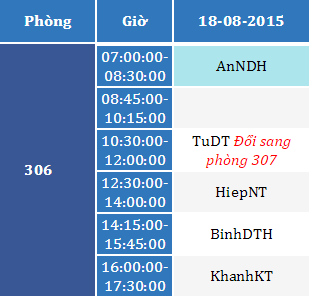 Phòng Giờ 18-08-2015
306
07:00:00-
08:30:00
AnNDH
08:45:00-
10:15:00
10:30:00-
12:00:00
TuDT Đổi sang
phòng 307
12:30:00-
14:00:00
HiepNT
14:15:00-
15:45:00
BinhDTH
16:00:00-
17:30:00
KhanhKT